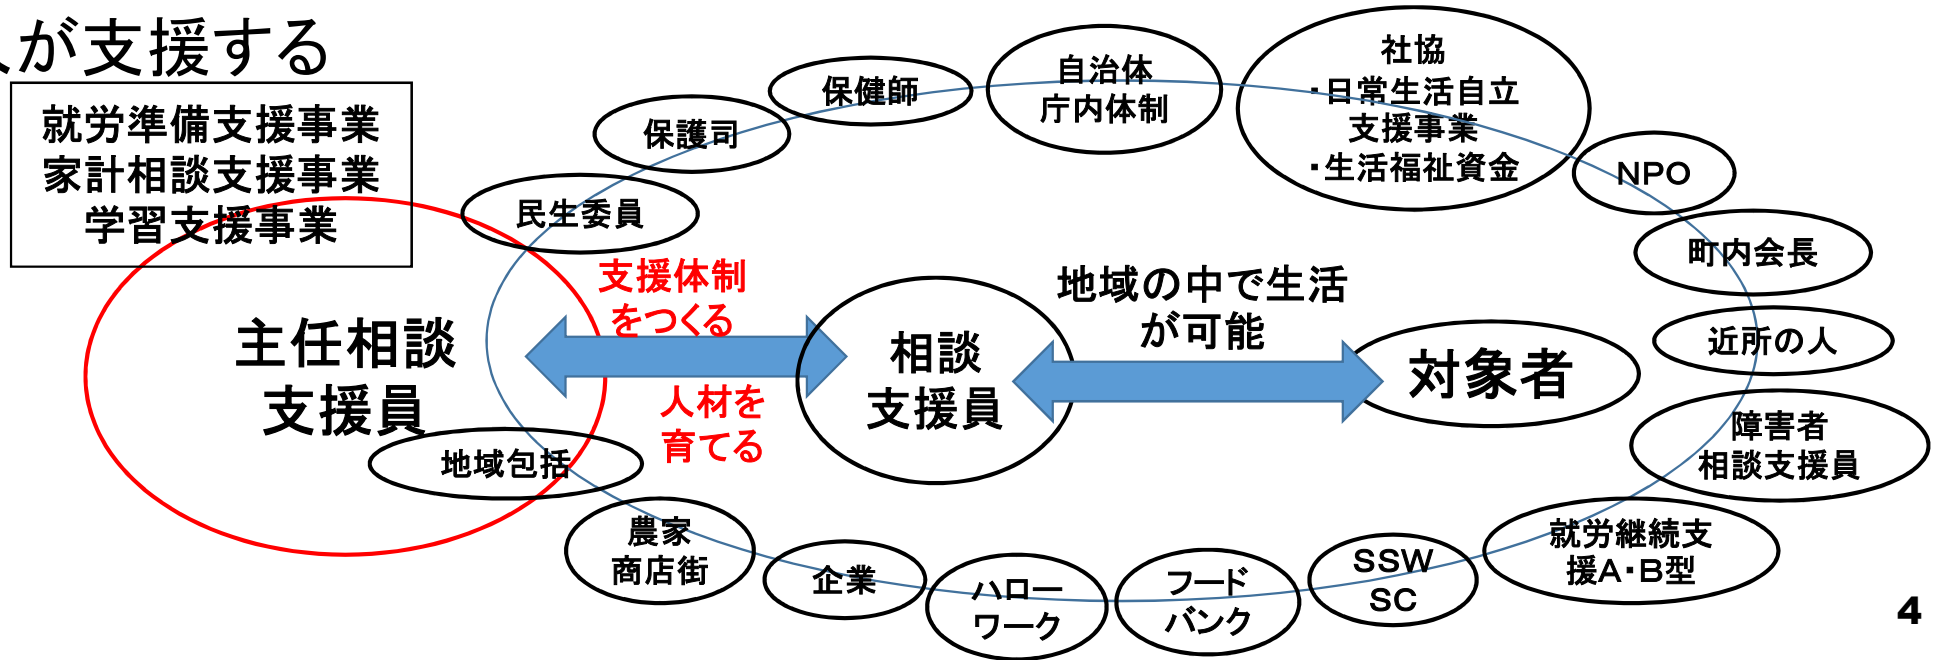 が支援する
就労準備支援事業
家計相談支援事業
学習支援事業
保健師
保護司
民生委員
自治体
庁内体制
社協
・日常生活自立
支援事業
・生活福祉資金
NPO
町内会長
近所の人
障害者
相談支援員
就労継続支
援A・B型
SSW
SC
フード
バンク
ハロー
ワーク
企業
農家
商店街
地域包括
主任相談
支援員
支援体制
をつくる
人材を
育てる
相談
支援員
地域の中で生活
が可能
対象者
4